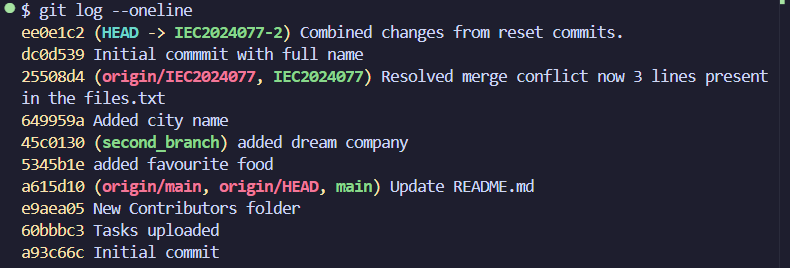 $ git log --oneline
ee0e1c2 (HEAD -> IEC2024077-2) Combined changes from reset commits.
dc0d539 Initial commmit with full name
25508d4 (origin/IEC2024077, IEC2024077) Resolved merge conflict now 3 lines present
in the files.txt
649959a Added city name
45c0130 (second_branch) added dream company
5345b1e added favourite food
a615d10 (origin/main, origin/HEAD, main) Update README.md
e9aea05 New Contributors folder
60bbbc3 Tasks uploaded
a93c66c Initial commit